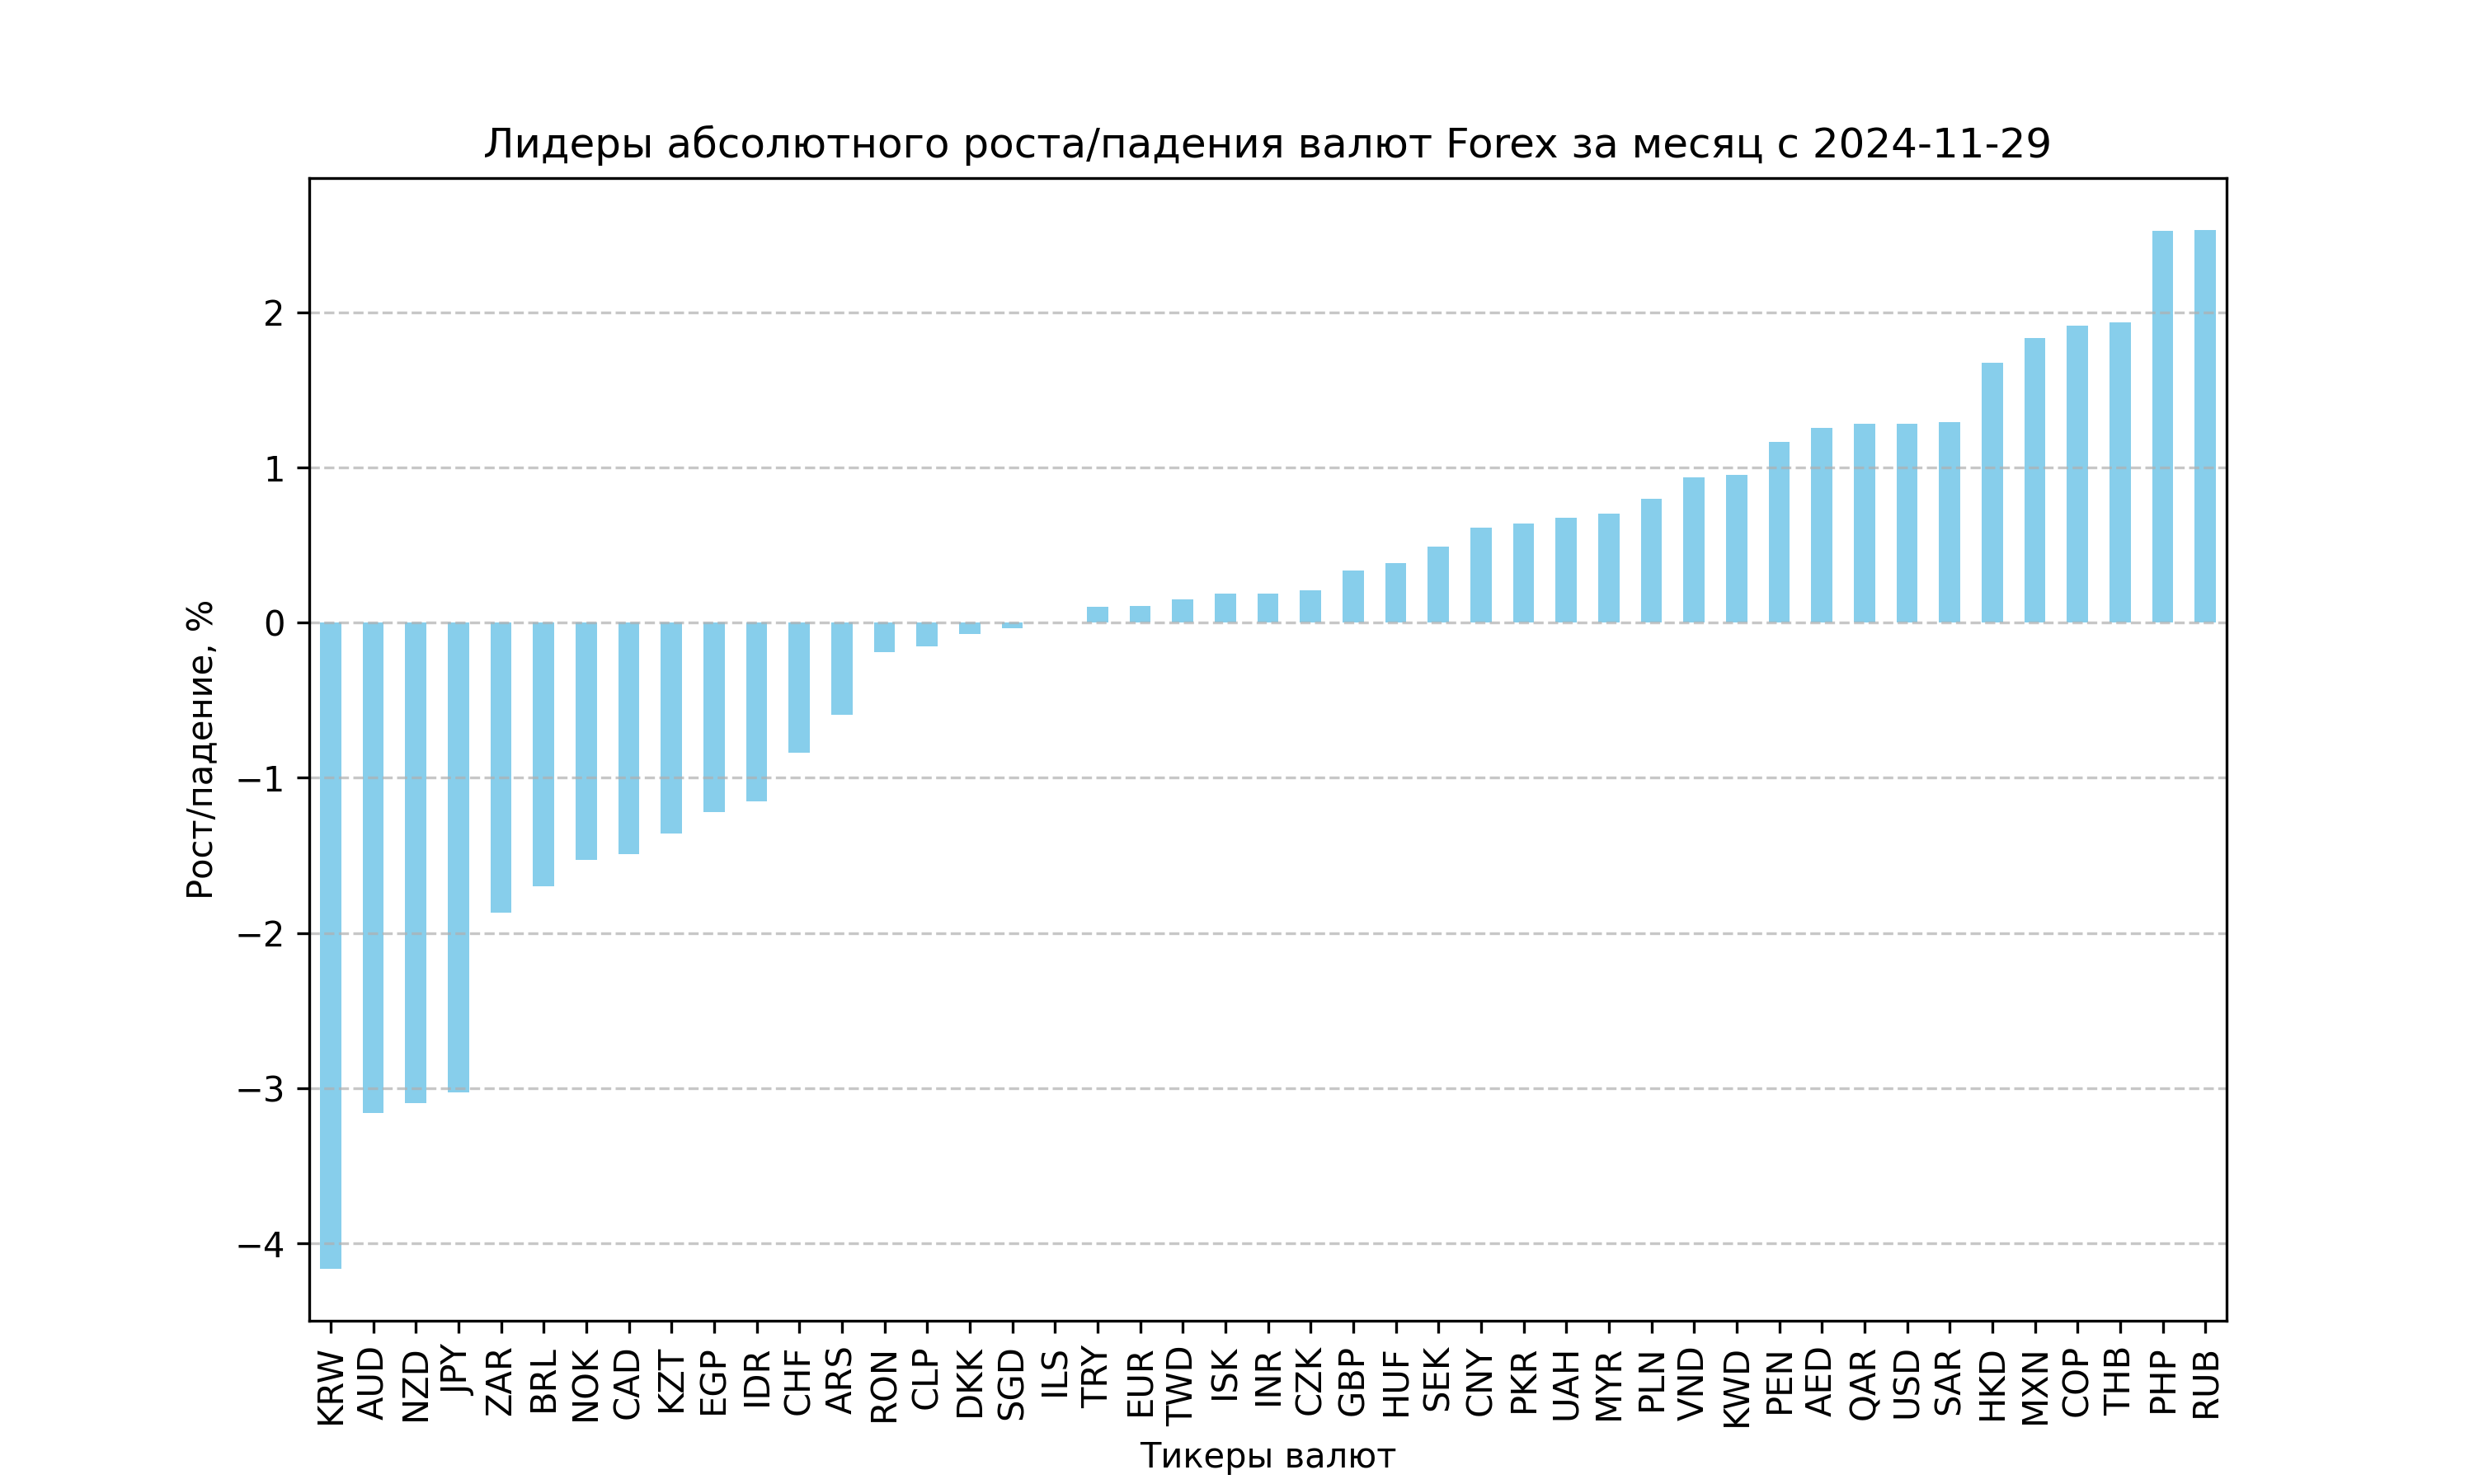 Лидеры абсолютного роста/падения валют Forex за месяц с 2024-11-29
Рост/падение, %
2
1
0
−1
−2
−3
−4
KRW
AUD
NZD
JPY
ZAR
BRL
NOK
CAD
KZT
EGP
IDR
CHF
ARS
RON
CLP
DKK
SGD
ILS
TRY
EUR
TWD
ISK
INR
CZK
GBP
HUF
SEK
CNY
PKR
UAH
MYR
PLN
VND
KWD
PEN
AED
QAR
USD
SAR
HKD
MXN
COP
THB
PHP
RUB
Тикеры валют